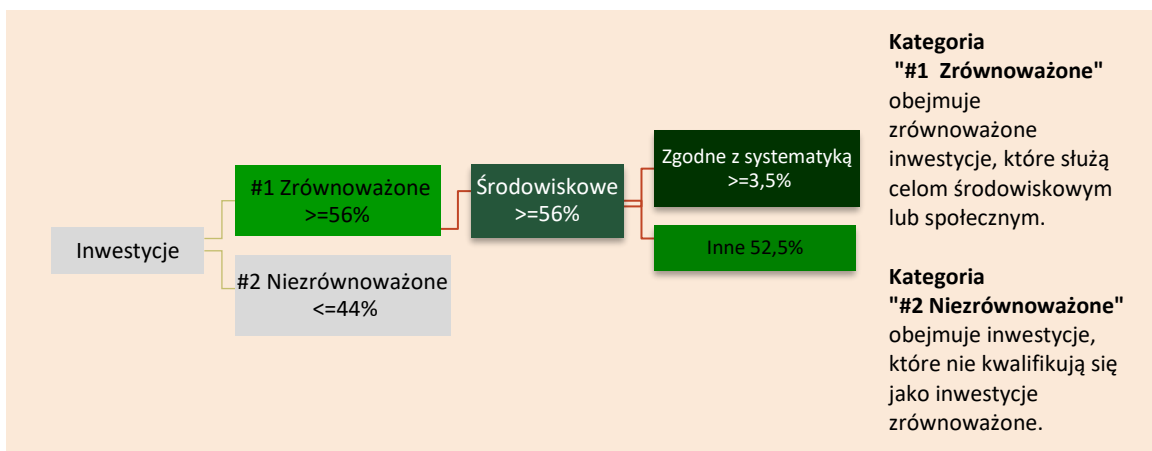 Inwestycje
#1 Zrównoważone
>=56%
#2 Niezrównoważone
<=44%
Środowiskowe
>=56%
Zgodne z systematyką
>=3,5%
Inne 52,5%
Kategoria
"#1 Zrównoważone"
obejmuje
zrównoważone
inwestycje, które służą
celom środowiskowym
lub społecznym.
Kategoria
"#2 Niezrównoważone"
obejmuje inwestycje,
które nie kwalifikują się
jako inwestycje
zrównoważone.